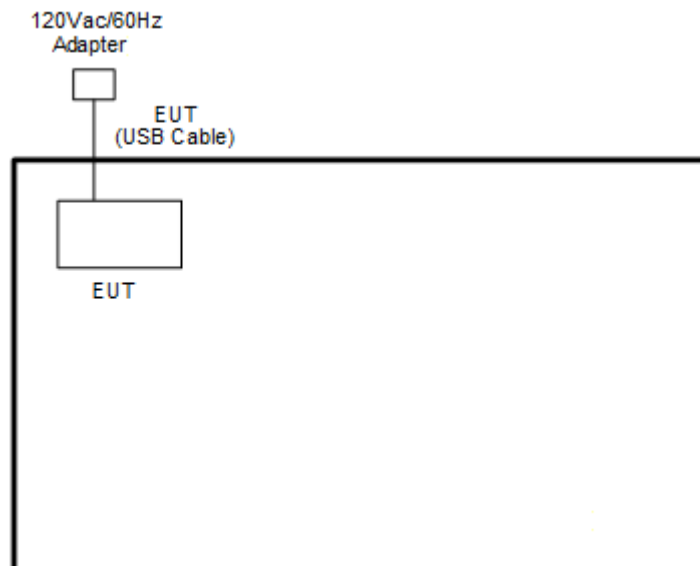 120Vac/60Hz
Adapter
EUT
(USB Cable)
EUT